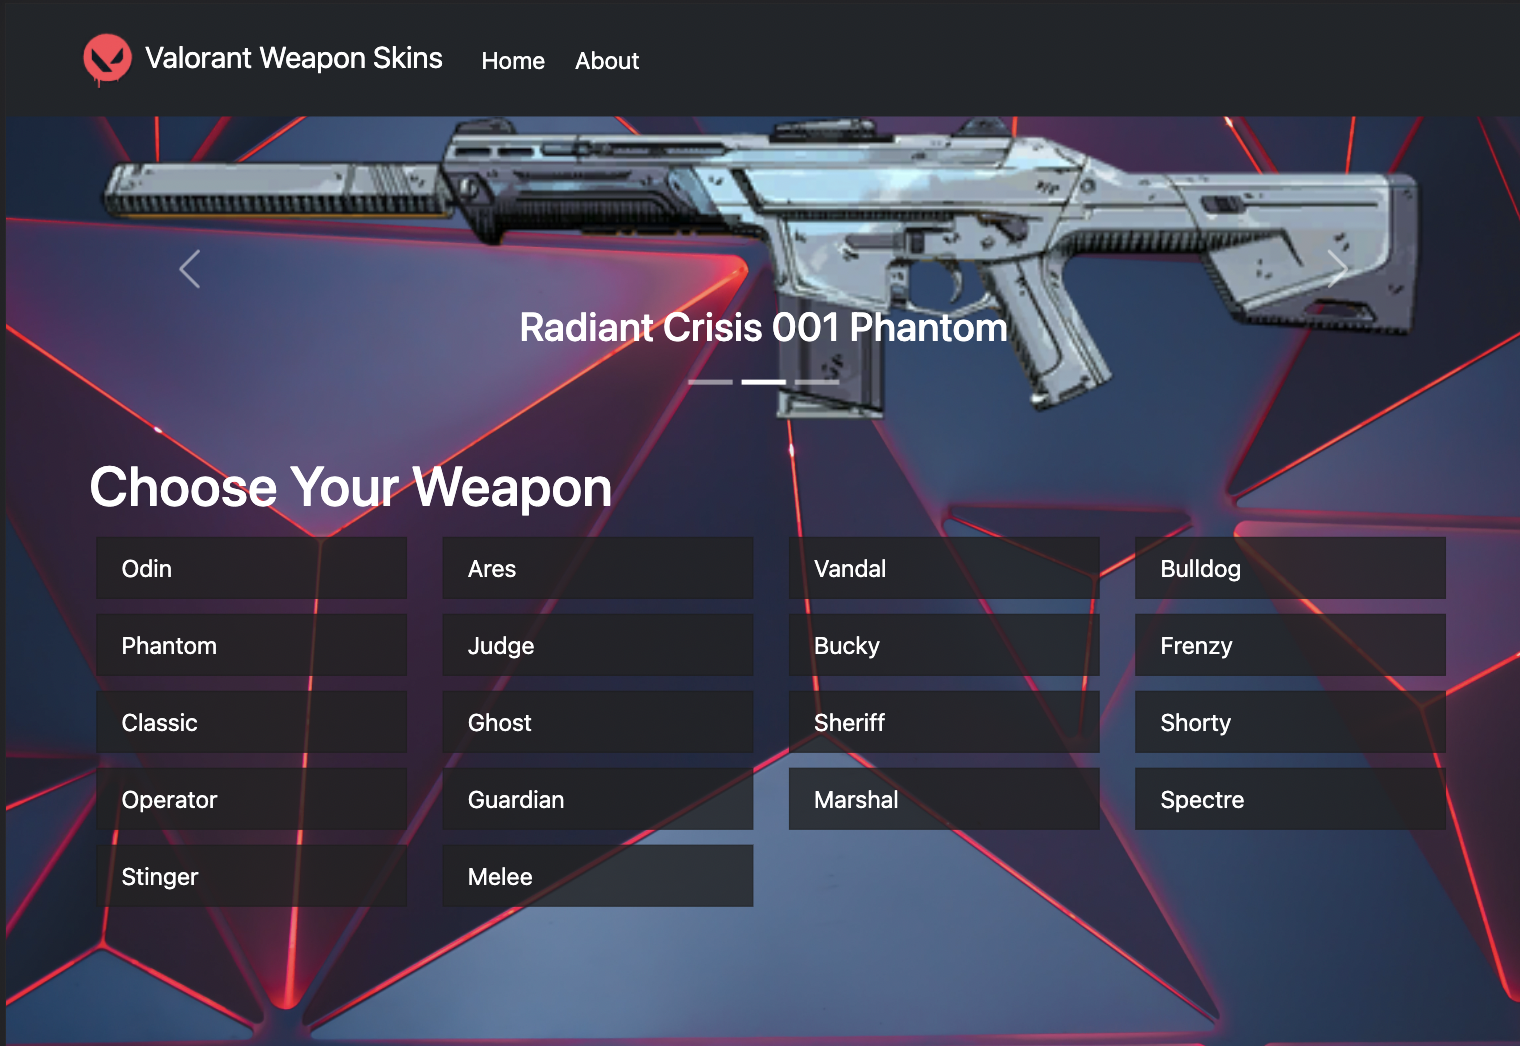 Valorant Weapon Skins Home About
Radiant Crisis 001 Phantom
Choose Your Weapon
Odin Ares Vandal Bulldog
Phantom Judge Bucky Frenzy
Classic Ghost Sheriff Shorty
Operator Guardian Marshal Spectre
Stinger Melee